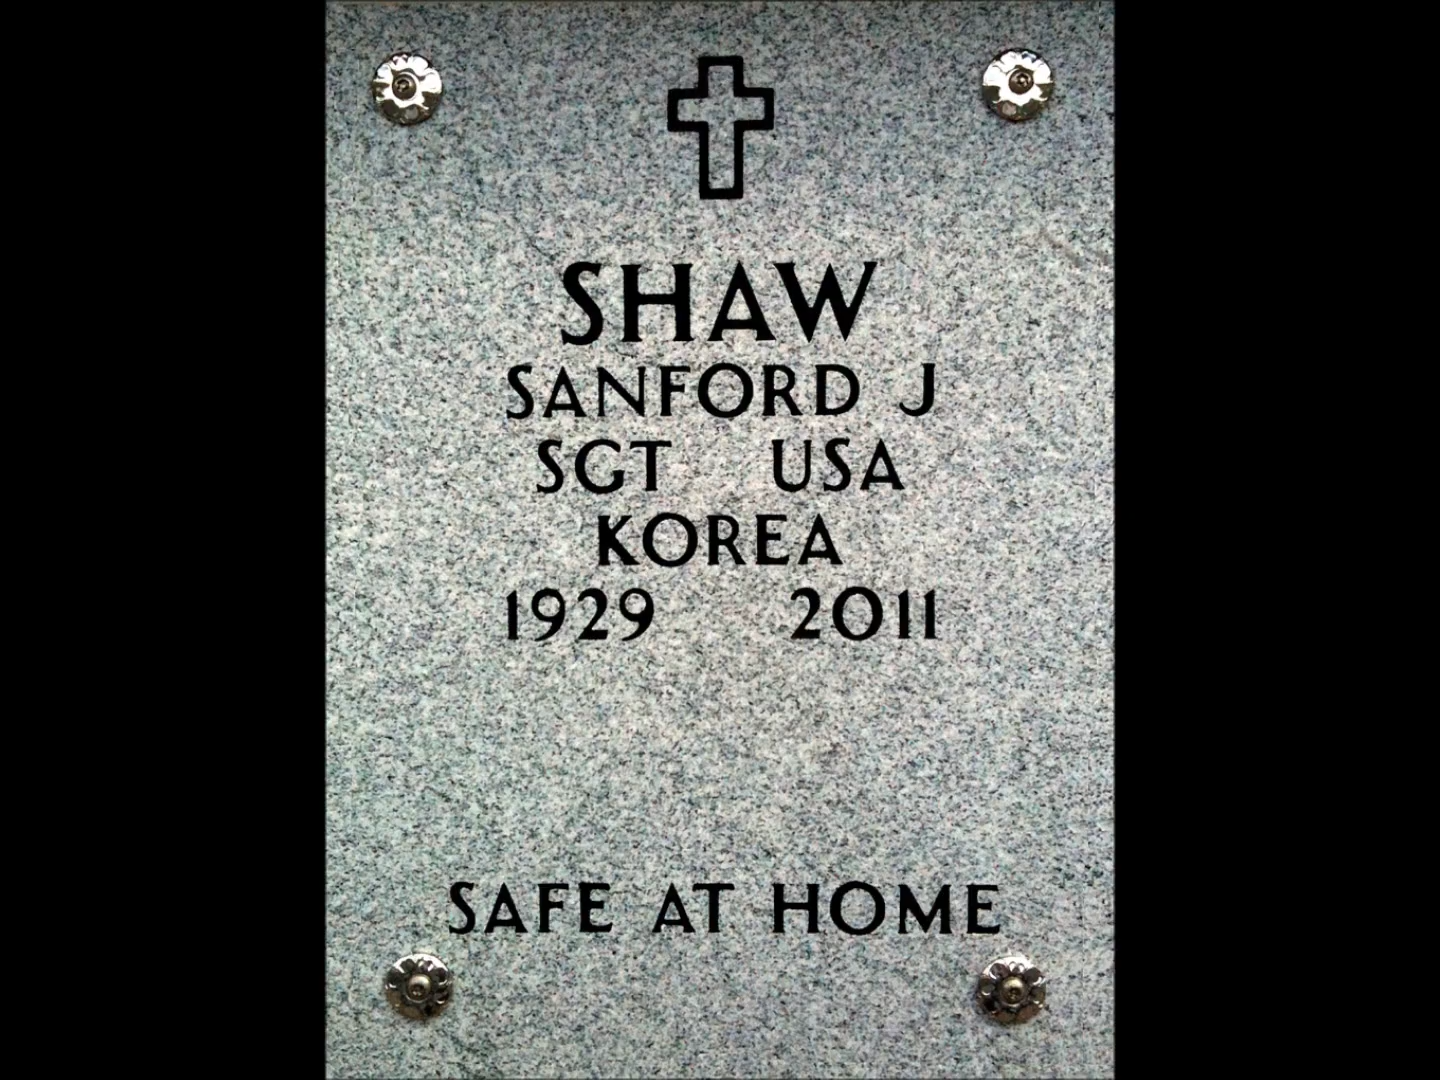 SHAW
SANFORD J
SGT USA
KOREA
1929 2011
SAFE AT HOME